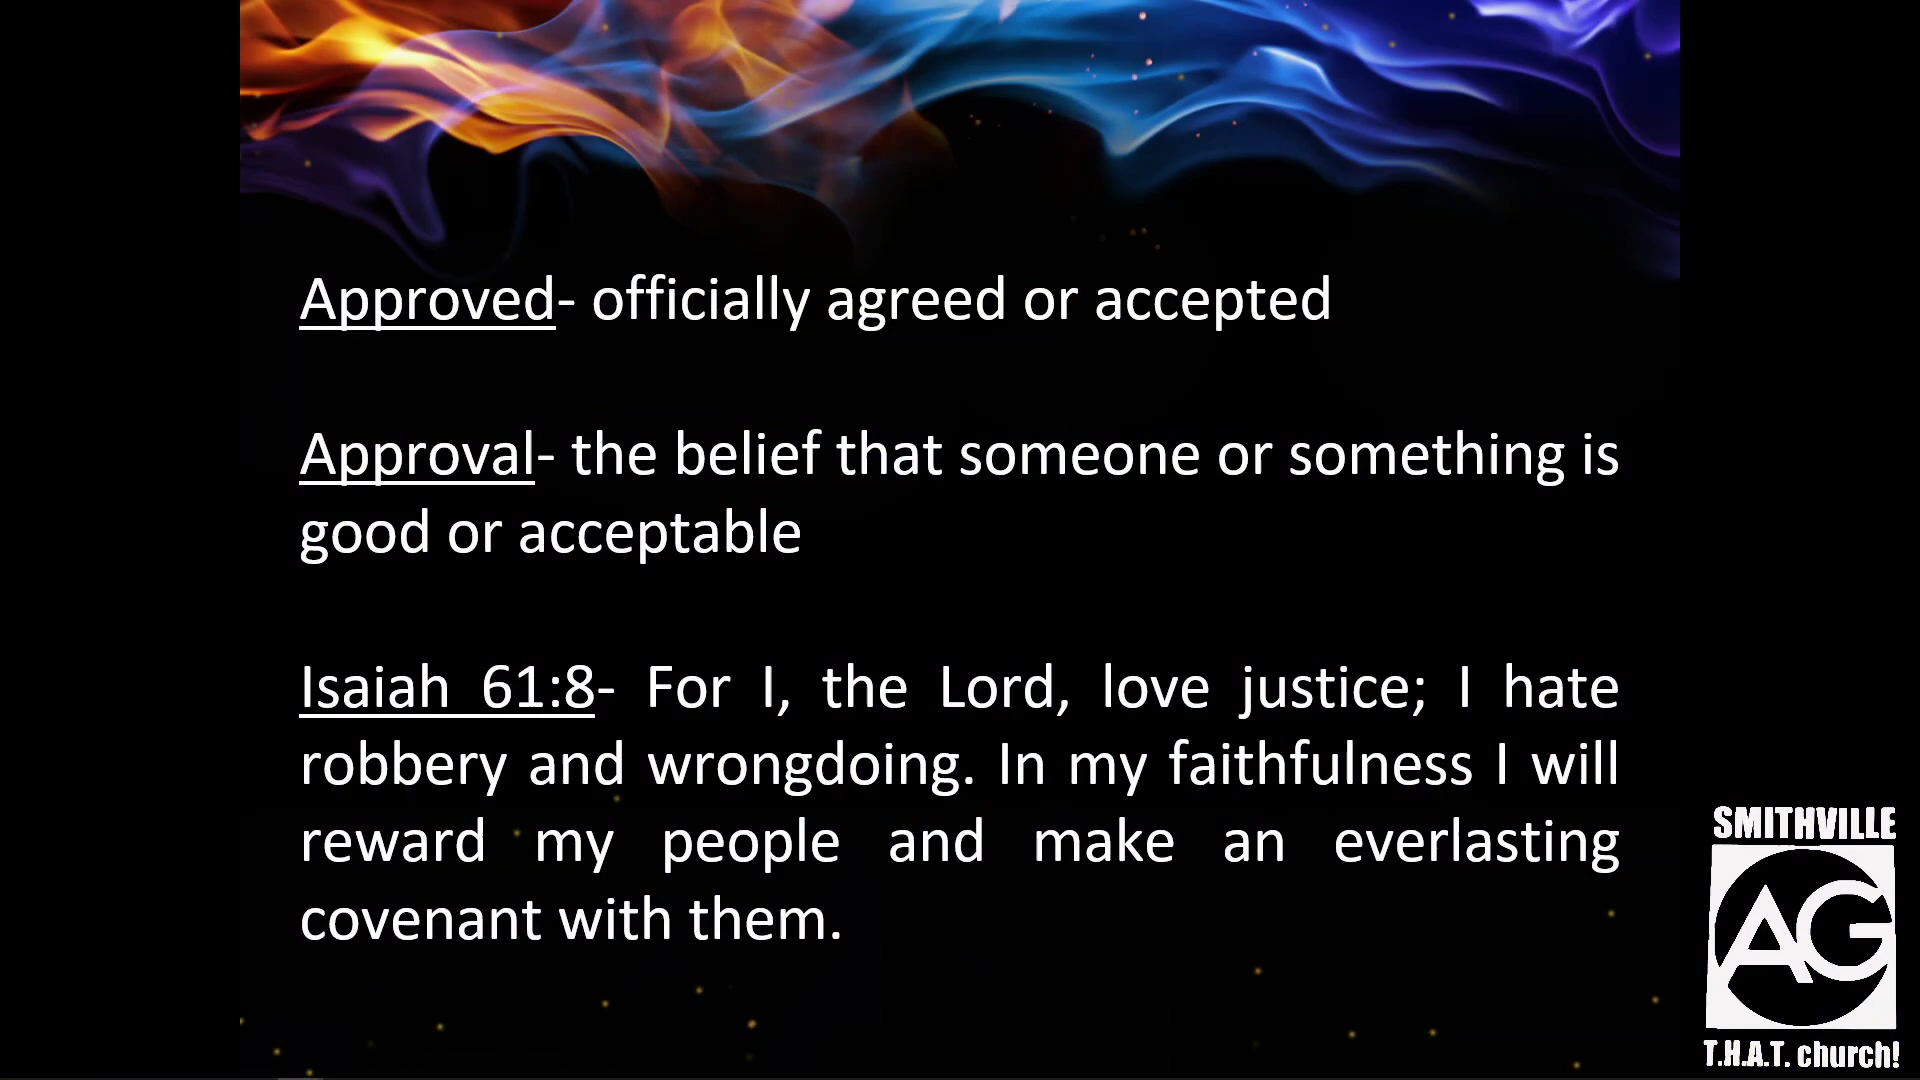 Approved- officially agreed or accepted
Approval- the belief that someone or something is
good or acceptable
Isaiah 61:8- For I, the Lord, love justice; I hate
robbery and wrongdoing. In my faithfulness I will
reward my people and make an everlasting
covenant with them.
SMITHVILLE
AG
T.H.A.T. church!